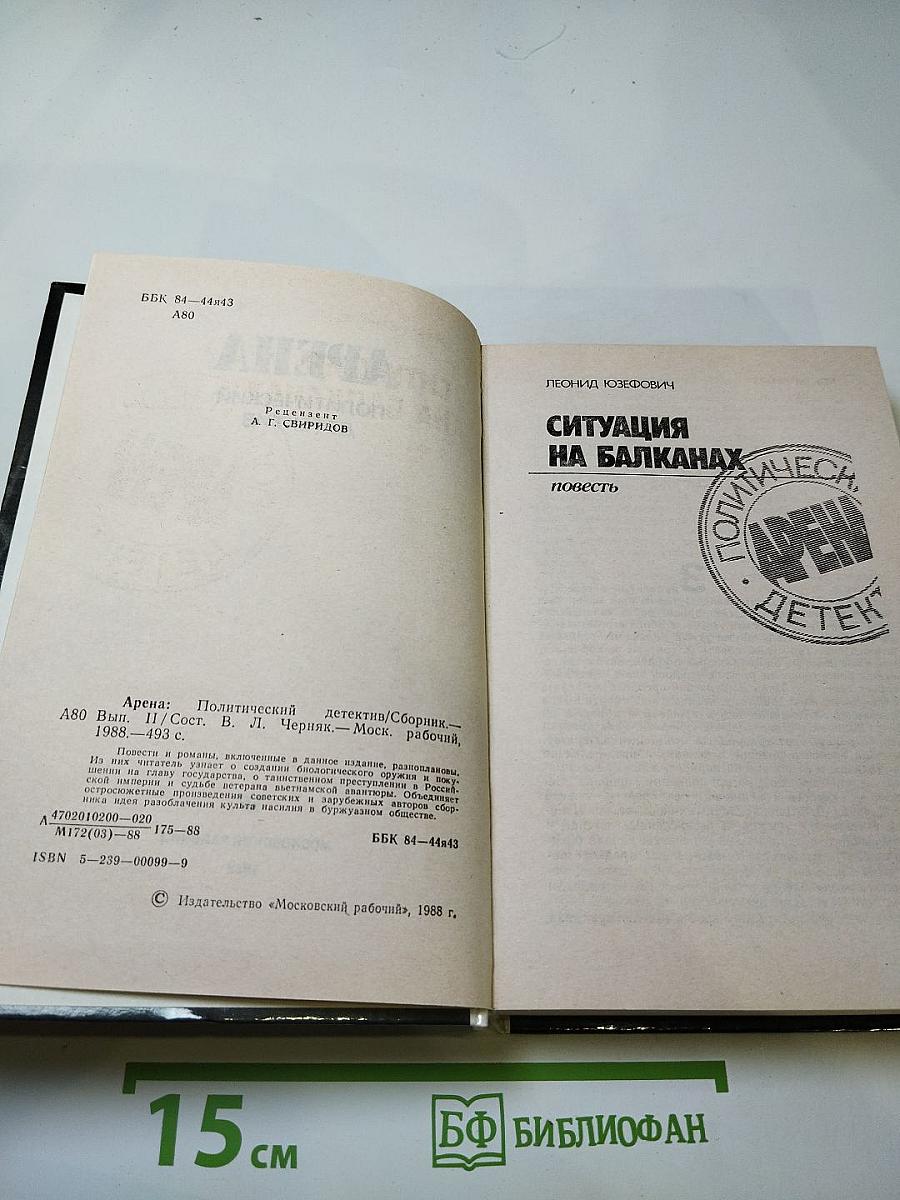 ББК 84—44я43
А80
Рецензент
А. Г. СВИРИДОВ
Арена: Политический детектив/Сборник.—
А80 Вып. II/Сост. В. Л. Черняк.—Моск. рабочий,
1988.—493 с.
Повести и романы, включенные в данное издание, разноплановы.
Из них читатель узнает о создании биологического оружия и поку-
шении на главу государства, о таинственном преступлении в Россий-
ской империи и судьбе ветерана вьетнамской авантюры. Объединяет
остросюжетные произведения советских и зарубежных авторов сбор-
ника идея разоблачения культа насилия в буржуазном обществе.
А 4702010200—020
М172(03)—88 175—88
ББК 84—44я43
ISBN 5—239—00099—9
© Издательство «Московский рабочий», 1988 г.
ЛЕОНИД ЮЗЕФОВИЧ
СИТУАЦИЯ
НА БАЛКАНАХ
повесть
ПОЛИТИЧЕСК
АРЕН
ДЕТЕКТ
15 см
БФ БИБЛИОФАН